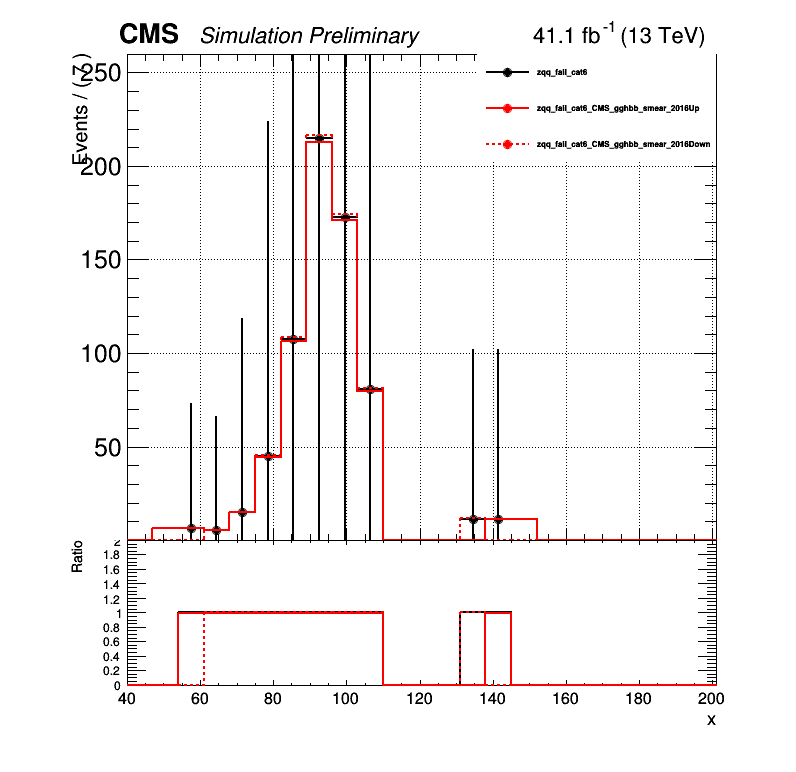 CMS Simulation Preliminary 41.1 fb-1 (13 TeV)
Events / ( 7 )
250
200
150
100
50
zqq_fail_cat6
zqq_fail_cat6_CMS_gghbb_smear_2016Up
zqq_fail_cat6_CMS_gghbb_smear_2016Down
Ratio
2
1.8
1.6
1.4
1.2
1
0.8
0.6
0.4
0.2
0
40 60 80 100 120 140 160 180 200
x